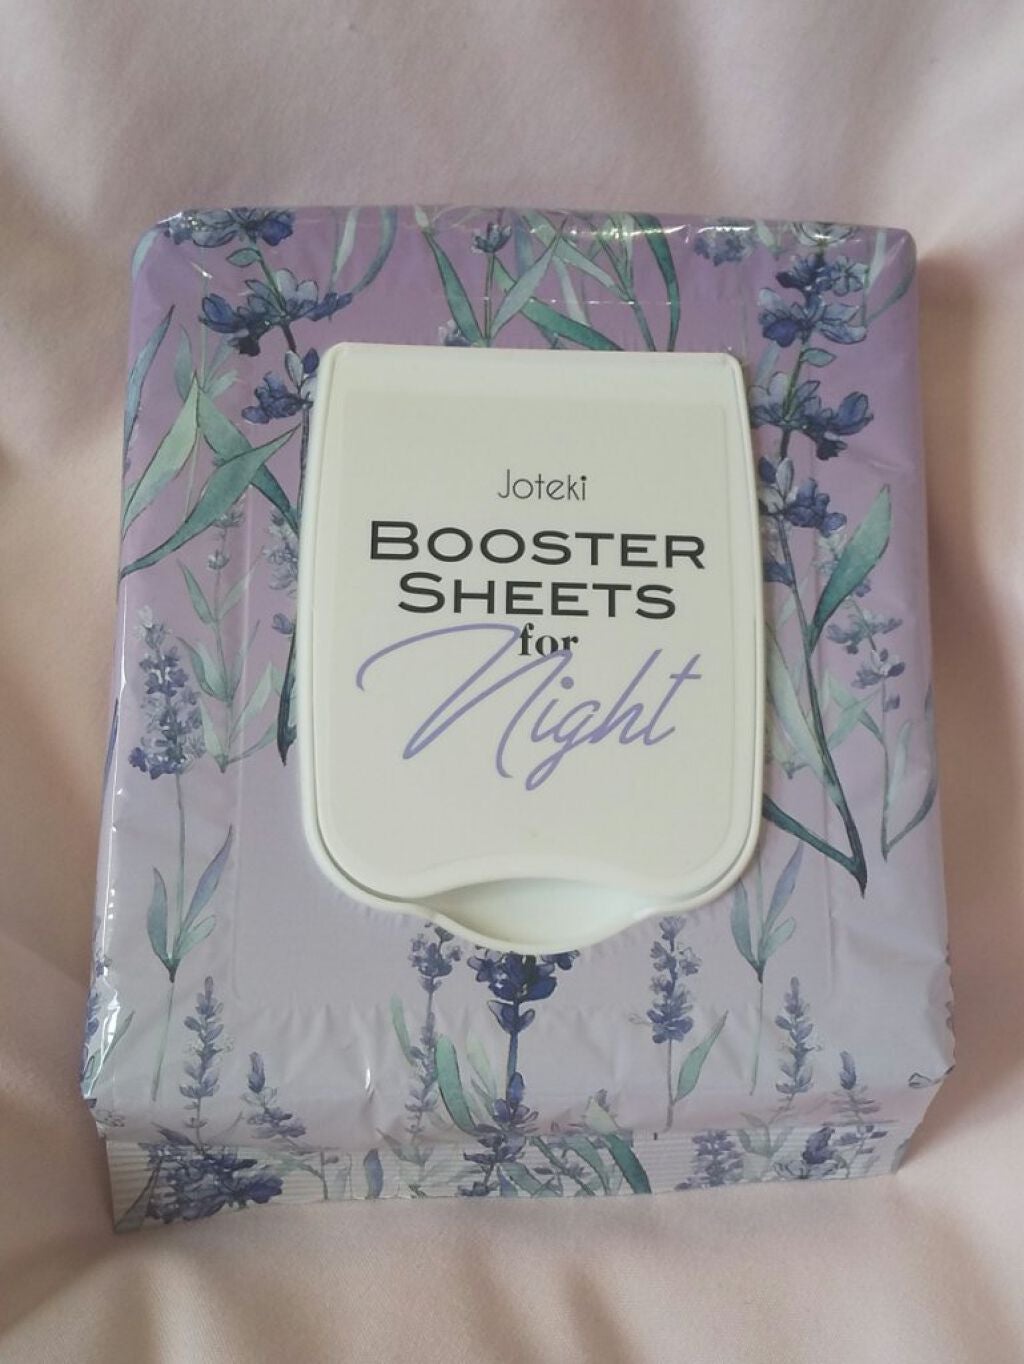 Joteki
BOOSTER
SHEETS
for
Night